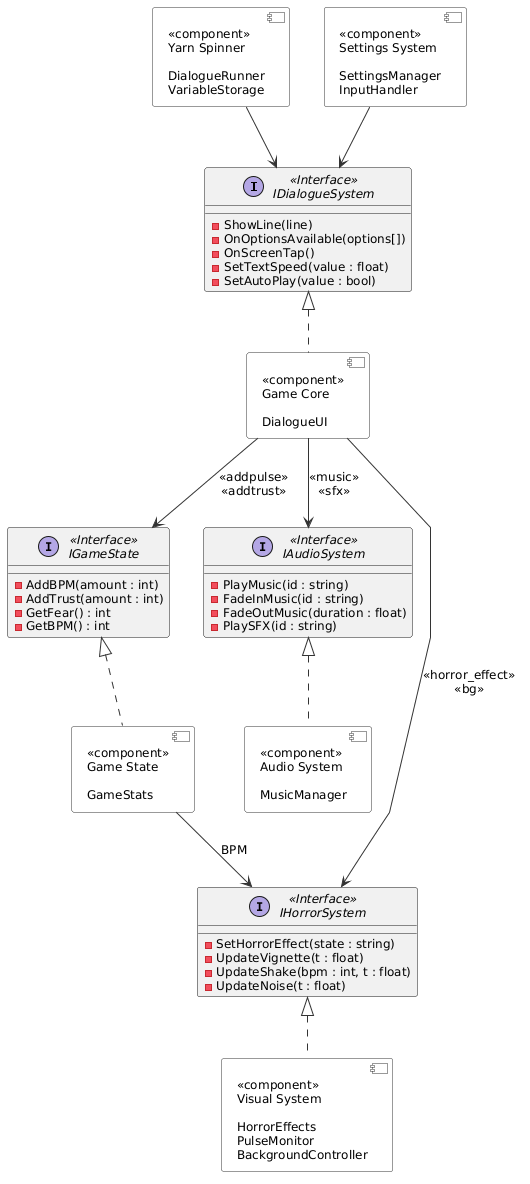 «component»
Yarn Spinner
DialogueRunner
VariableStorage
«component»
Settings System
SettingsManager
InputHandler
I
«Interface»
IDialogueSystem
ShowLine(line)
OnOptionsAvailable(options[])
OnScreenTap()
SetTextSpeed(value : float)
SetAutoPlay(value : bool)
«component»
Game Core
DialogueUI
«addpulse»
«addtrust»
«music»
«sfx»
I
«Interface»
IGameState
AddBPM(amount : int)
AddTrust(amount : int)
GetFear() : int
GetBPM() : int
I
«Interface»
IAudioSystem
PlayMusic(id : string)
FadeInMusic(id : string)
FadeOutMusic(duration : float)
PlaySFX(id : string)
«horror_effect»
«bg»
«component»
Game State
GameStats
«component»
Audio System
MusicManager
BPM
I
«Interface»
IHorrorSystem
SetHorrorEffect(state : string)
UpdateVignette(t : float)
UpdateShake(bpm : int, t : float)
UpdateNoise(t : float)
«component»
Visual System
HorrorEffects
PulseMonitor
BackgroundController